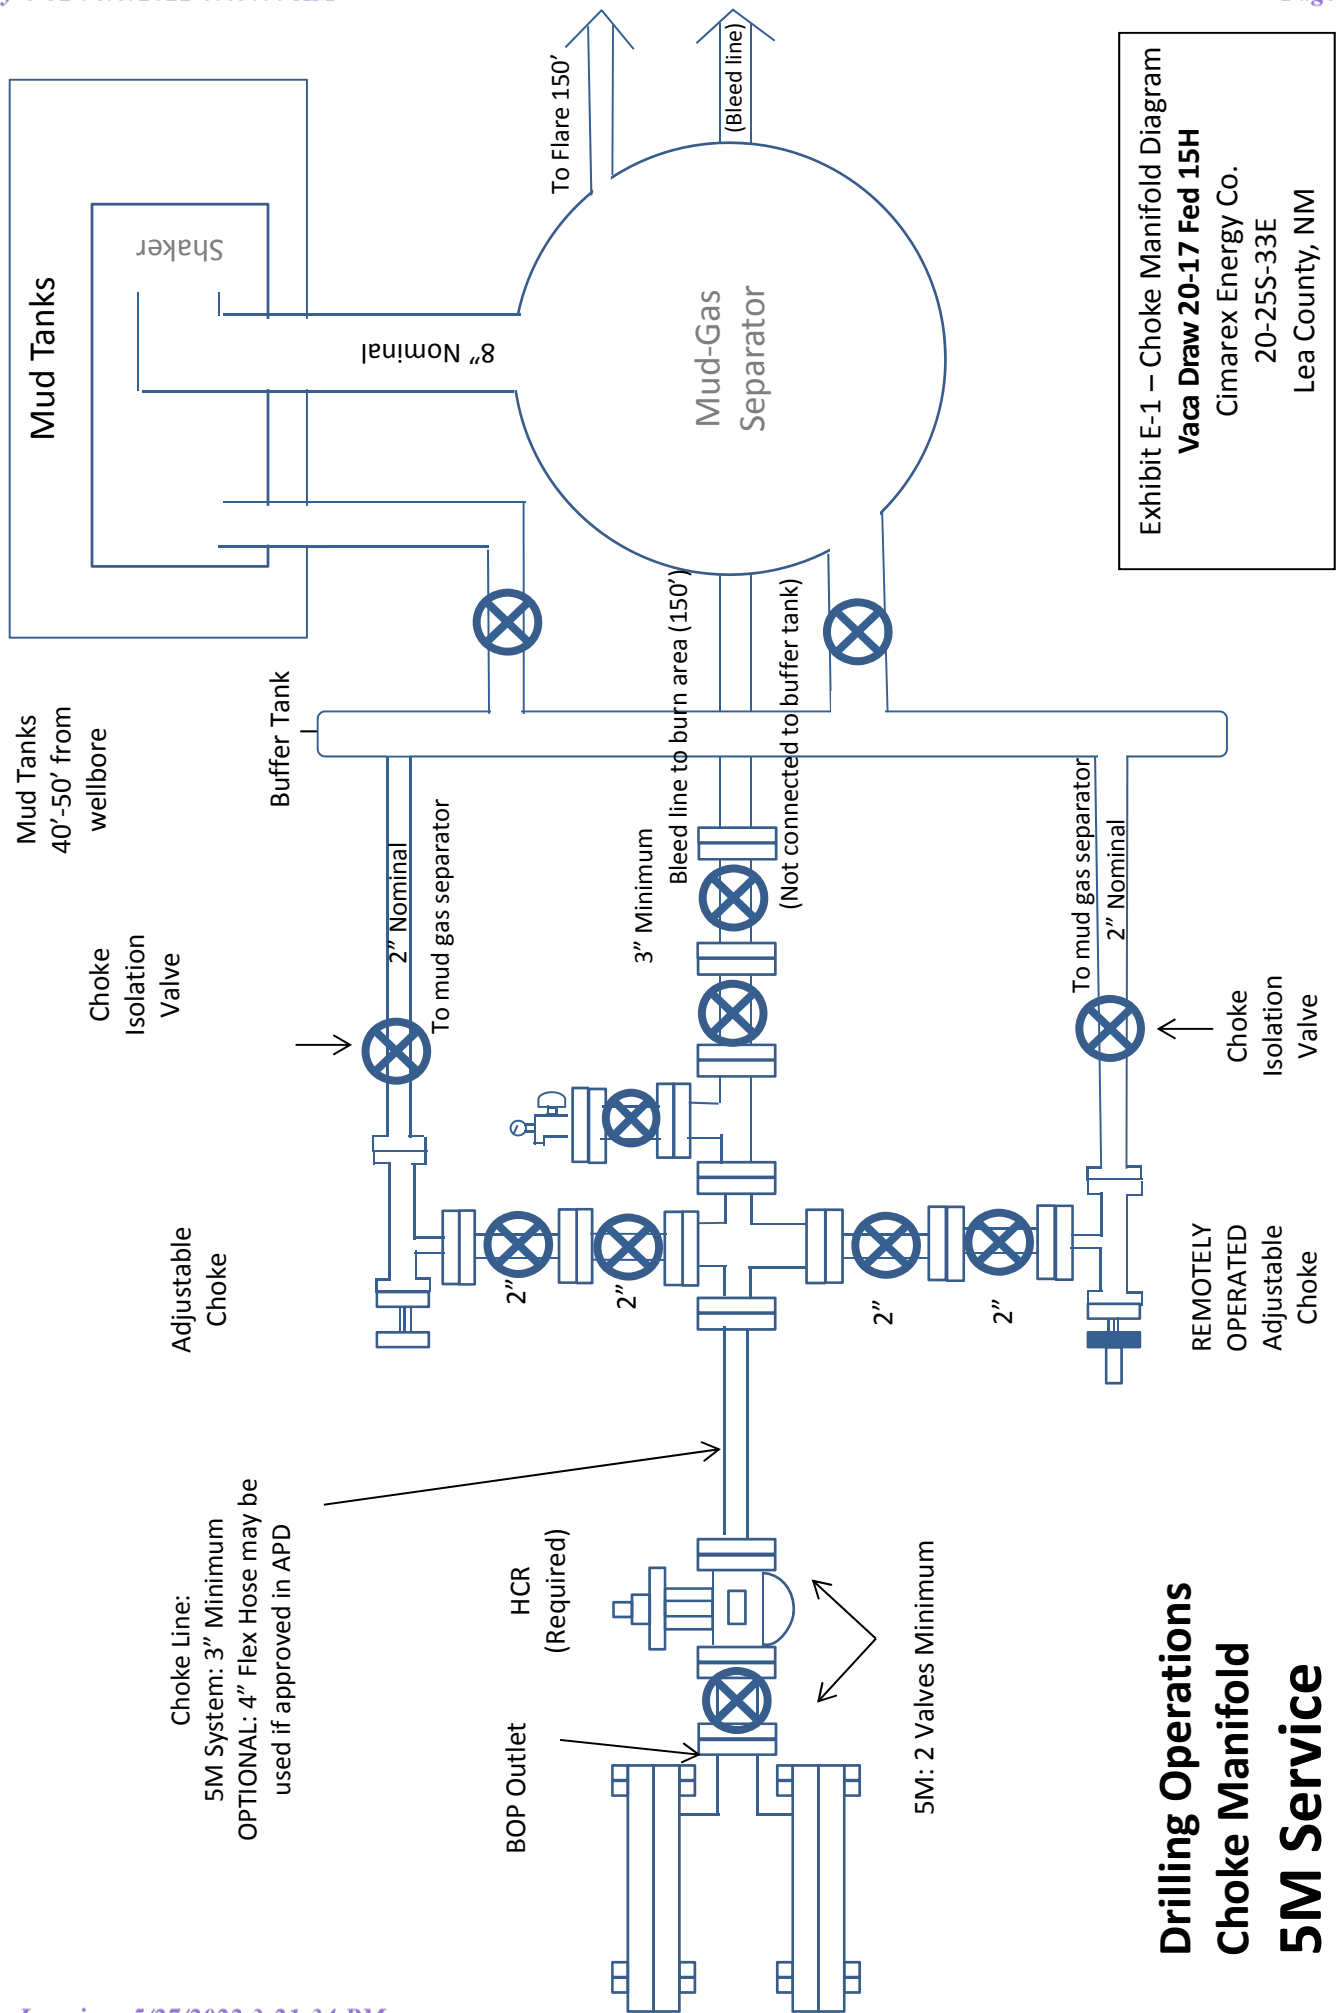 Mud Tanks
Shaker
8” Nominal
To Flare 150’
(Bleed line)
Mud-Gas
Separator
Mud Tanks
40’-50’ from
wellbore
Buffer Tank
Bleed line to burn area (150’)
(Not connected to buffer tank)
3” Minimum
2” Nominal
To mud gas separator
To mud gas separator
2” Nominal
Choke
Isolation
Valve
Choke
Isolation
Valve
Adjustable
Choke
2”
2”
2”
2”
REMOTELY
OPERATED
Adjustable
Choke
Choke Line:
5M System: 3” Minimum
OPTIONAL: 4” Flex Hose may be
used if approved in APD
HCR
(Required)
BOP Outlet
5M: 2 Valves Minimum
Drilling Operations
Choke Manifold
5M Service
Exhibit E-1 – Choke Manifold Diagram
Vaca Draw 20-17 Fed 15H
Cimarex Energy Co.
20-25S-33E
Lea County, NM